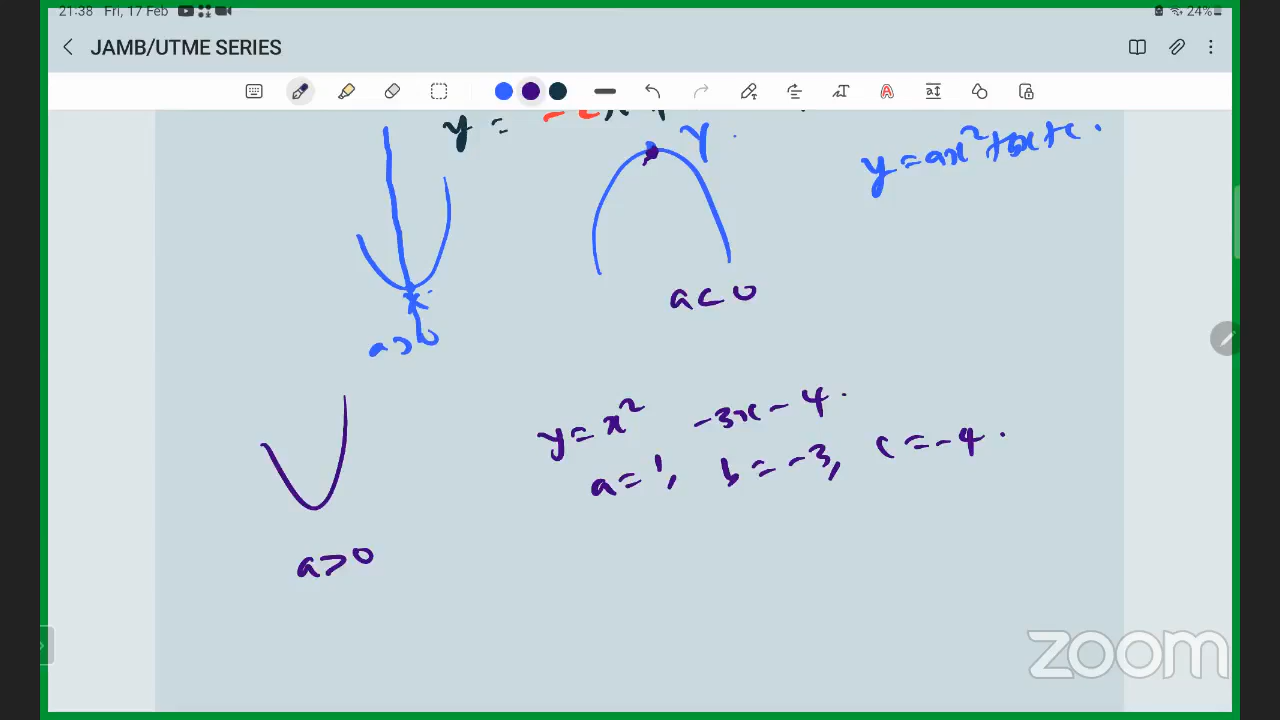 21:38 Fri, 17 Feb 24%
JAMB/UTME SERIES
y =
y
y = ax² + bx + c .
a < 0
a > 0
y = x² - 3x - 4 .
a = 1, b = -3, c = -4 .
a > 0
zoom